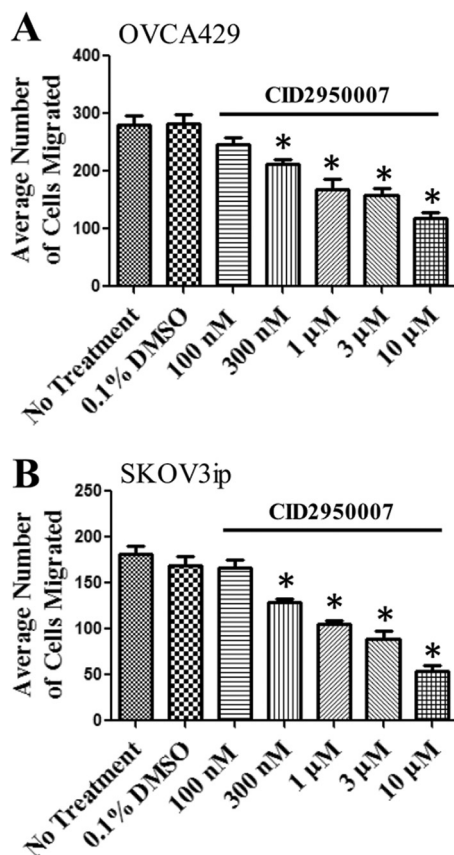 A
OVCA429
CID2950007
Average Number
of Cells Migrated
400
300
200
100
0
*
*
*
*
No Treatment
0.1% DMSO
100 nM
300 nM
1 μM
3 μM
10 μM
B
SKOV3ip
CID2950007
Average Number
of Cells Migrated
250
200
150
100
50
0
*
*
*
*
No Treatment
0.1% DMSO
100 nM
300 nM
1 μM
3 μM
10 μM